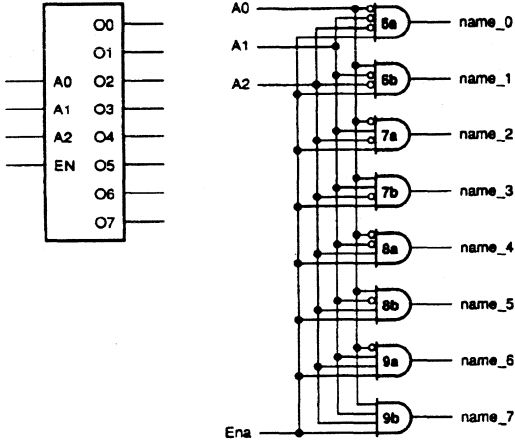 O0
O1
A0 O2
A1 O3
A2 O4
EN O5
O6
O7
A0
A1
A2
Ena
6a name_0
6b name_1
7a name_2
7b name_3
8a name_4
8b name_5
9a name_6
9b name_7